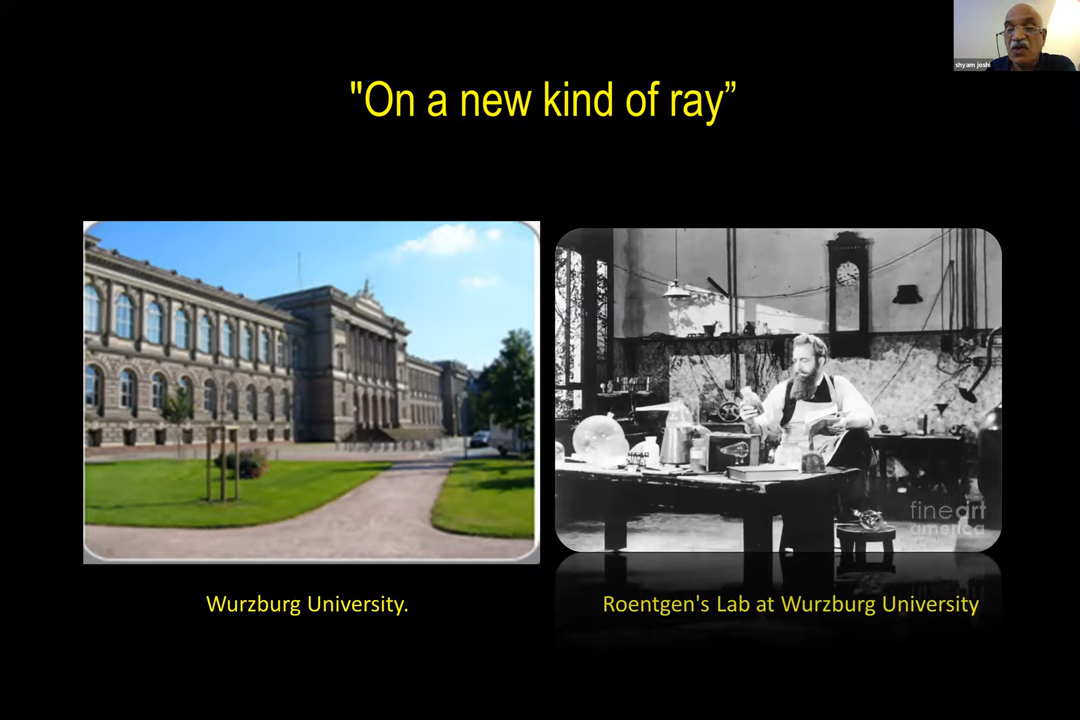 shyam joshi
"On a new kind of ray”
fineart
america
Wurzburg University.
Roentgen's Lab at Wurzburg University